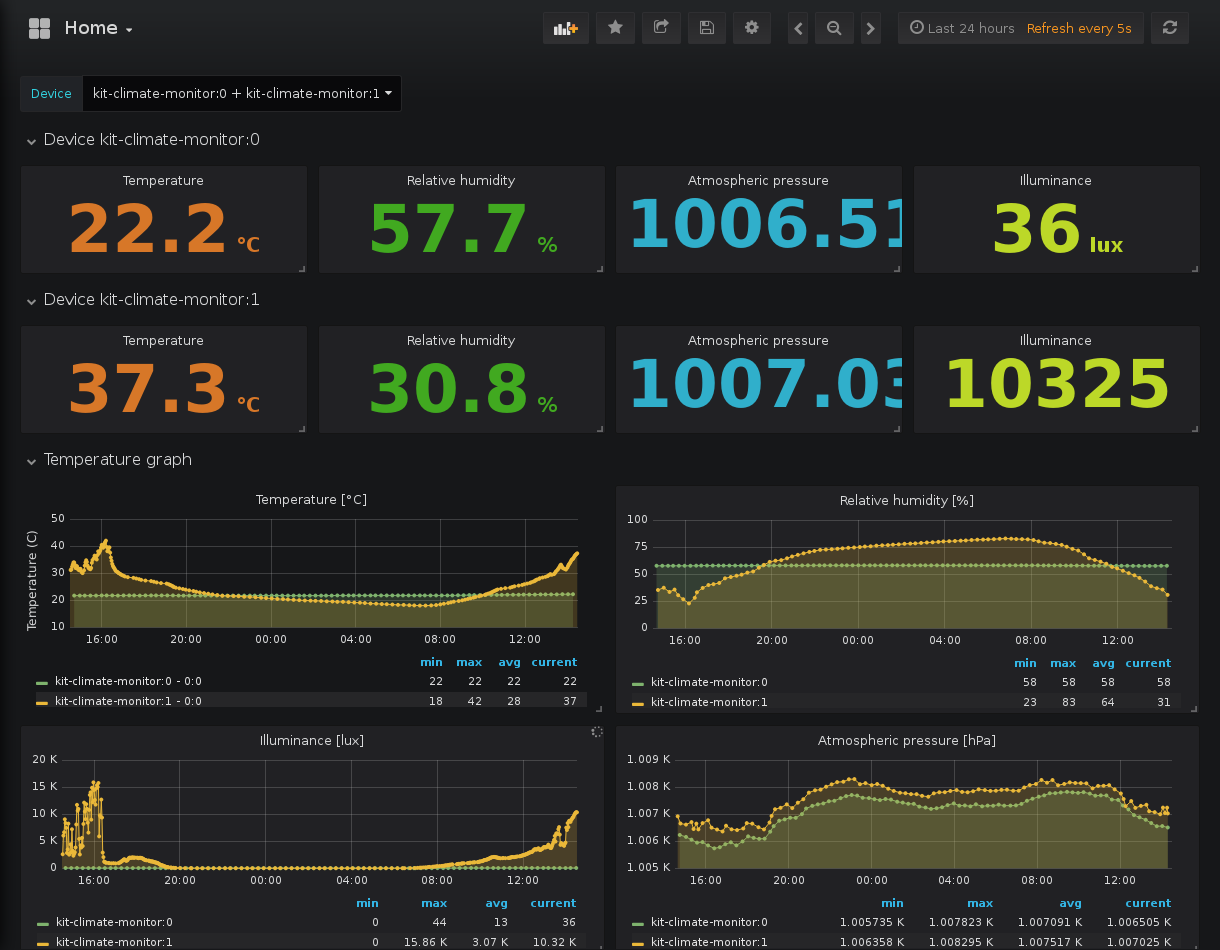 Home
Last 24 hours Refresh every 5s
Device kit-climate-monitor:0 + kit-climate-monitor:1
Device kit-climate-monitor:0
Temperature Relative humidity Atmospheric pressure Illuminance
22.2 °C 57.7 % 1006.51 36 lux
Device kit-climate-monitor:1
Temperature Relative humidity Atmospheric pressure Illuminance
37.3 °C 30.8 % 1007.03 10325
Temperature graph
Temperature [°C]
Temperature (C)
50
40
30
20
10
16:00 20:00 00:00 04:00 08:00 12:00
min max avg current
kit-climate-monitor:0 - 0:0 22 22 22 22
kit-climate-monitor:1 - 0:0 18 42 28 37
Relative humidity [%]
100
75
50
25
0
16:00 20:00 00:00 04:00 08:00 12:00
min max avg current
kit-climate-monitor:0 58 58 58 58
kit-climate-monitor:1 23 83 64 31
Illuminance [lux]
20 K
15 K
10 K
5 K
0
16:00 20:00 00:00 04:00 08:00 12:00
min max avg current
kit-climate-monitor:0 0 44 13 36
kit-climate-monitor:1 0 15.86 K 3.07 K 10.32 K
Atmospheric pressure [hPa]
1.009 K
1.008 K
1.007 K
1.006 K
1.005 K
16:00 20:00 00:00 04:00 08:00 12:00
min max avg current
kit-climate-monitor:0 1.005735 K 1.007823 K 1.007091 K 1.006505 K
kit-climate-monitor:1 1.006358 K 1.008295 K 1.007517 K 1.007025 K